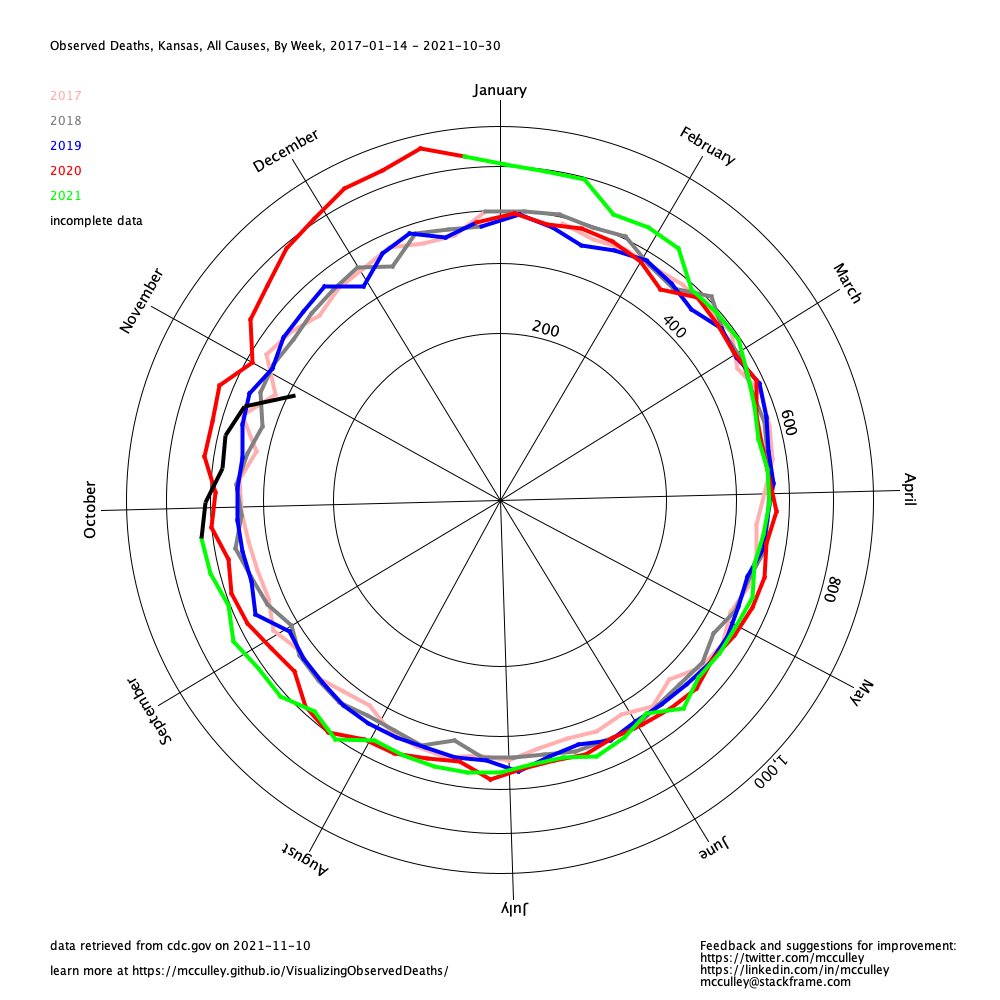 Observed Deaths, Kansas, All Causes, By Week, 2017-01-14 - 2021-10-30
2017
2018
2019
2020
2021
incomplete data
January
February
March
April
May
June
July
August
September
October
November
December
200
400
600
800
1,000
data retrieved from cdc.gov on 2021-11-10
learn more at https://mcculley.github.io/VisualizingObservedDeaths/
Feedback and suggestions for improvement:
https://twitter.com/mcculley
https://linkedin.com/in/mcculley
mcculley@stackframe.com